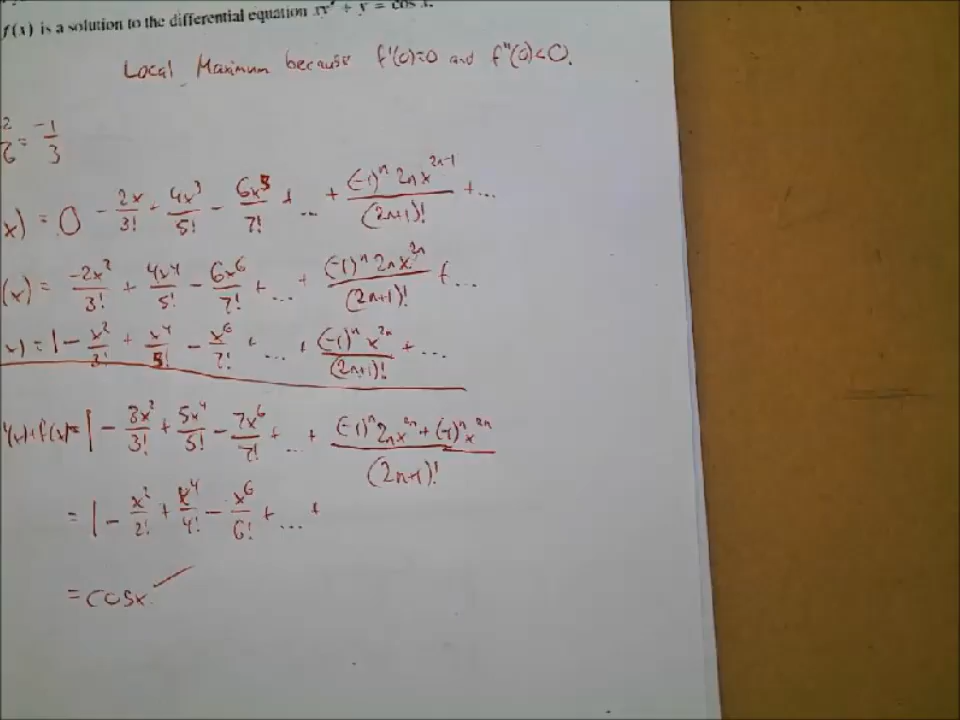 f(x) is a solution to the differential equation xy' + y = cos x.
Local Maximum because f'(0)=0 and f"(0)<0.
2/6 = -1/3
x) = 0 - 2x/3! + 4x³/5! - 6x⁵/7! + ... + (-1)ⁿ 2n x²ⁿ⁻¹/(2n+1)! + ...
(x) = -2x²/3! + 4x⁴/5! - 6x⁶/7! + ... + (-1)ⁿ 2n x²ⁿ/(2n+1)! + ...
x) = 1 - x²/3! + x⁴/5! - x⁶/7! + ... + (-1)ⁿ x²ⁿ/(2n+1)! + ...
'(x) + f(x) = 1 - 3x²/3! + 5x⁴/5! - 7x⁶/7! + ... + (-1)ⁿ 2n x²ⁿ + (-1)ⁿ x²ⁿ/(2n+1)!
= 1 - x²/2! + x⁴/4! - x⁶/6! + ... +
= cosx ✓